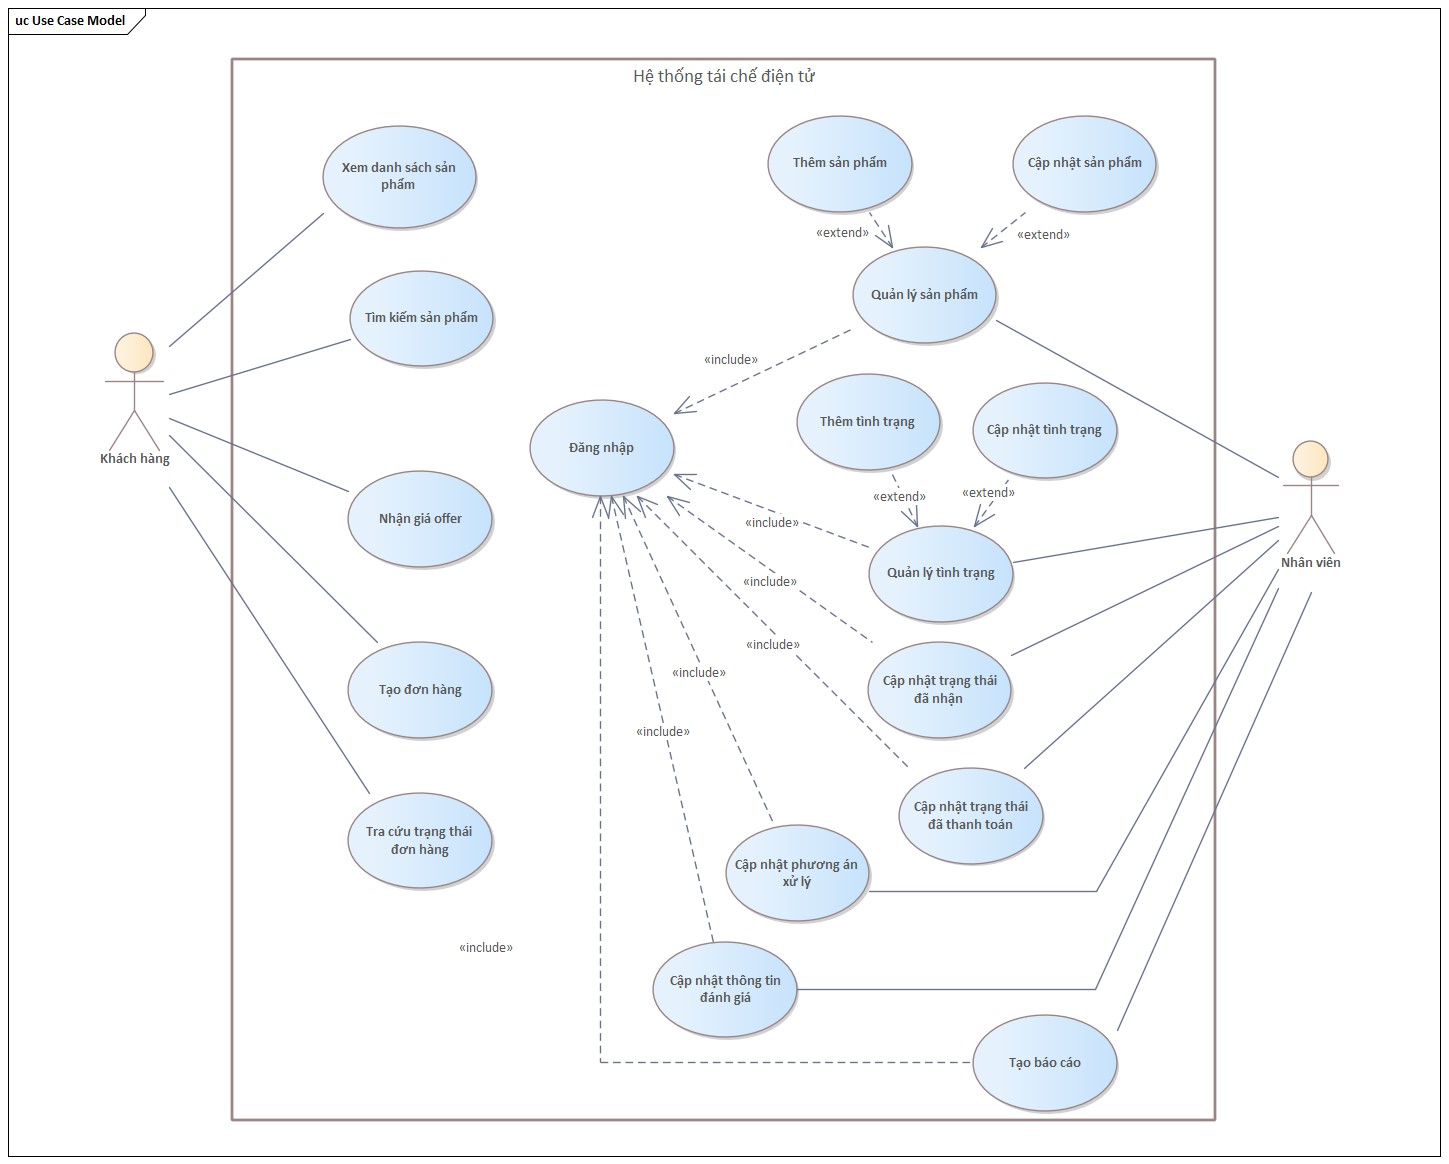 uc Use Case Model
Hệ thống tái chế điện tử
Xem danh sách sản
phẩm
Thêm sản phẩm
Cập nhật sản phẩm
«extend»
«extend»
Tìm kiếm sản phẩm
Quản lý sản phẩm
«include»
Khách hàng
Đăng nhập
Thêm tình trạng
Cập nhật tình trạng
«extend»
«extend»
Nhận giá offer
«include»
Quản lý tình trạng
Nhân viên
«include»
«include»
«include»
Tạo đơn hàng
Cập nhật trạng thái
đã nhận
«include»
Cập nhật trạng thái
đã thanh toán
Tra cứu trạng thái
đơn hàng
Cập nhật phương án
xử lý
«include»
Cập nhật thông tin
đánh giá
Tạo báo cáo